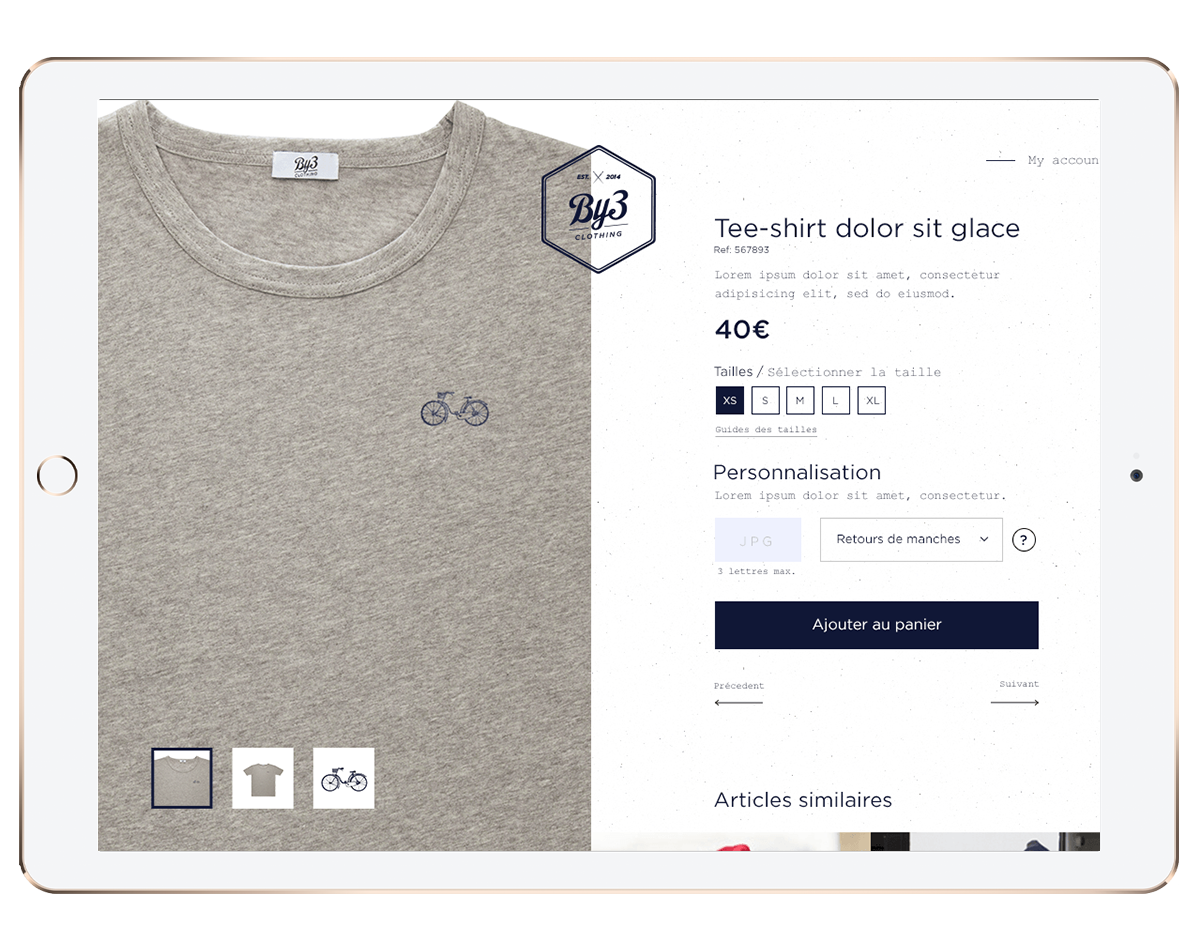 By3
CLOTHING
EST. 2014
By3
CLOTHING
My accoun
Tee-shirt dolor sit glace
Ref: 567893
Lorem ipsum dolor sit amet, consectetur
adipisicing elit, sed do eiusmod.
40€
Tailles / Sélectionner la taille
XS S M L XL
Guides des tailles
Personnalisation
Lorem ipsum dolor sit amet, consectetur.
JPG
Retours de manches
?
3 lettres max.
Ajouter au panier
Précedent
Suivant
Articles similaires